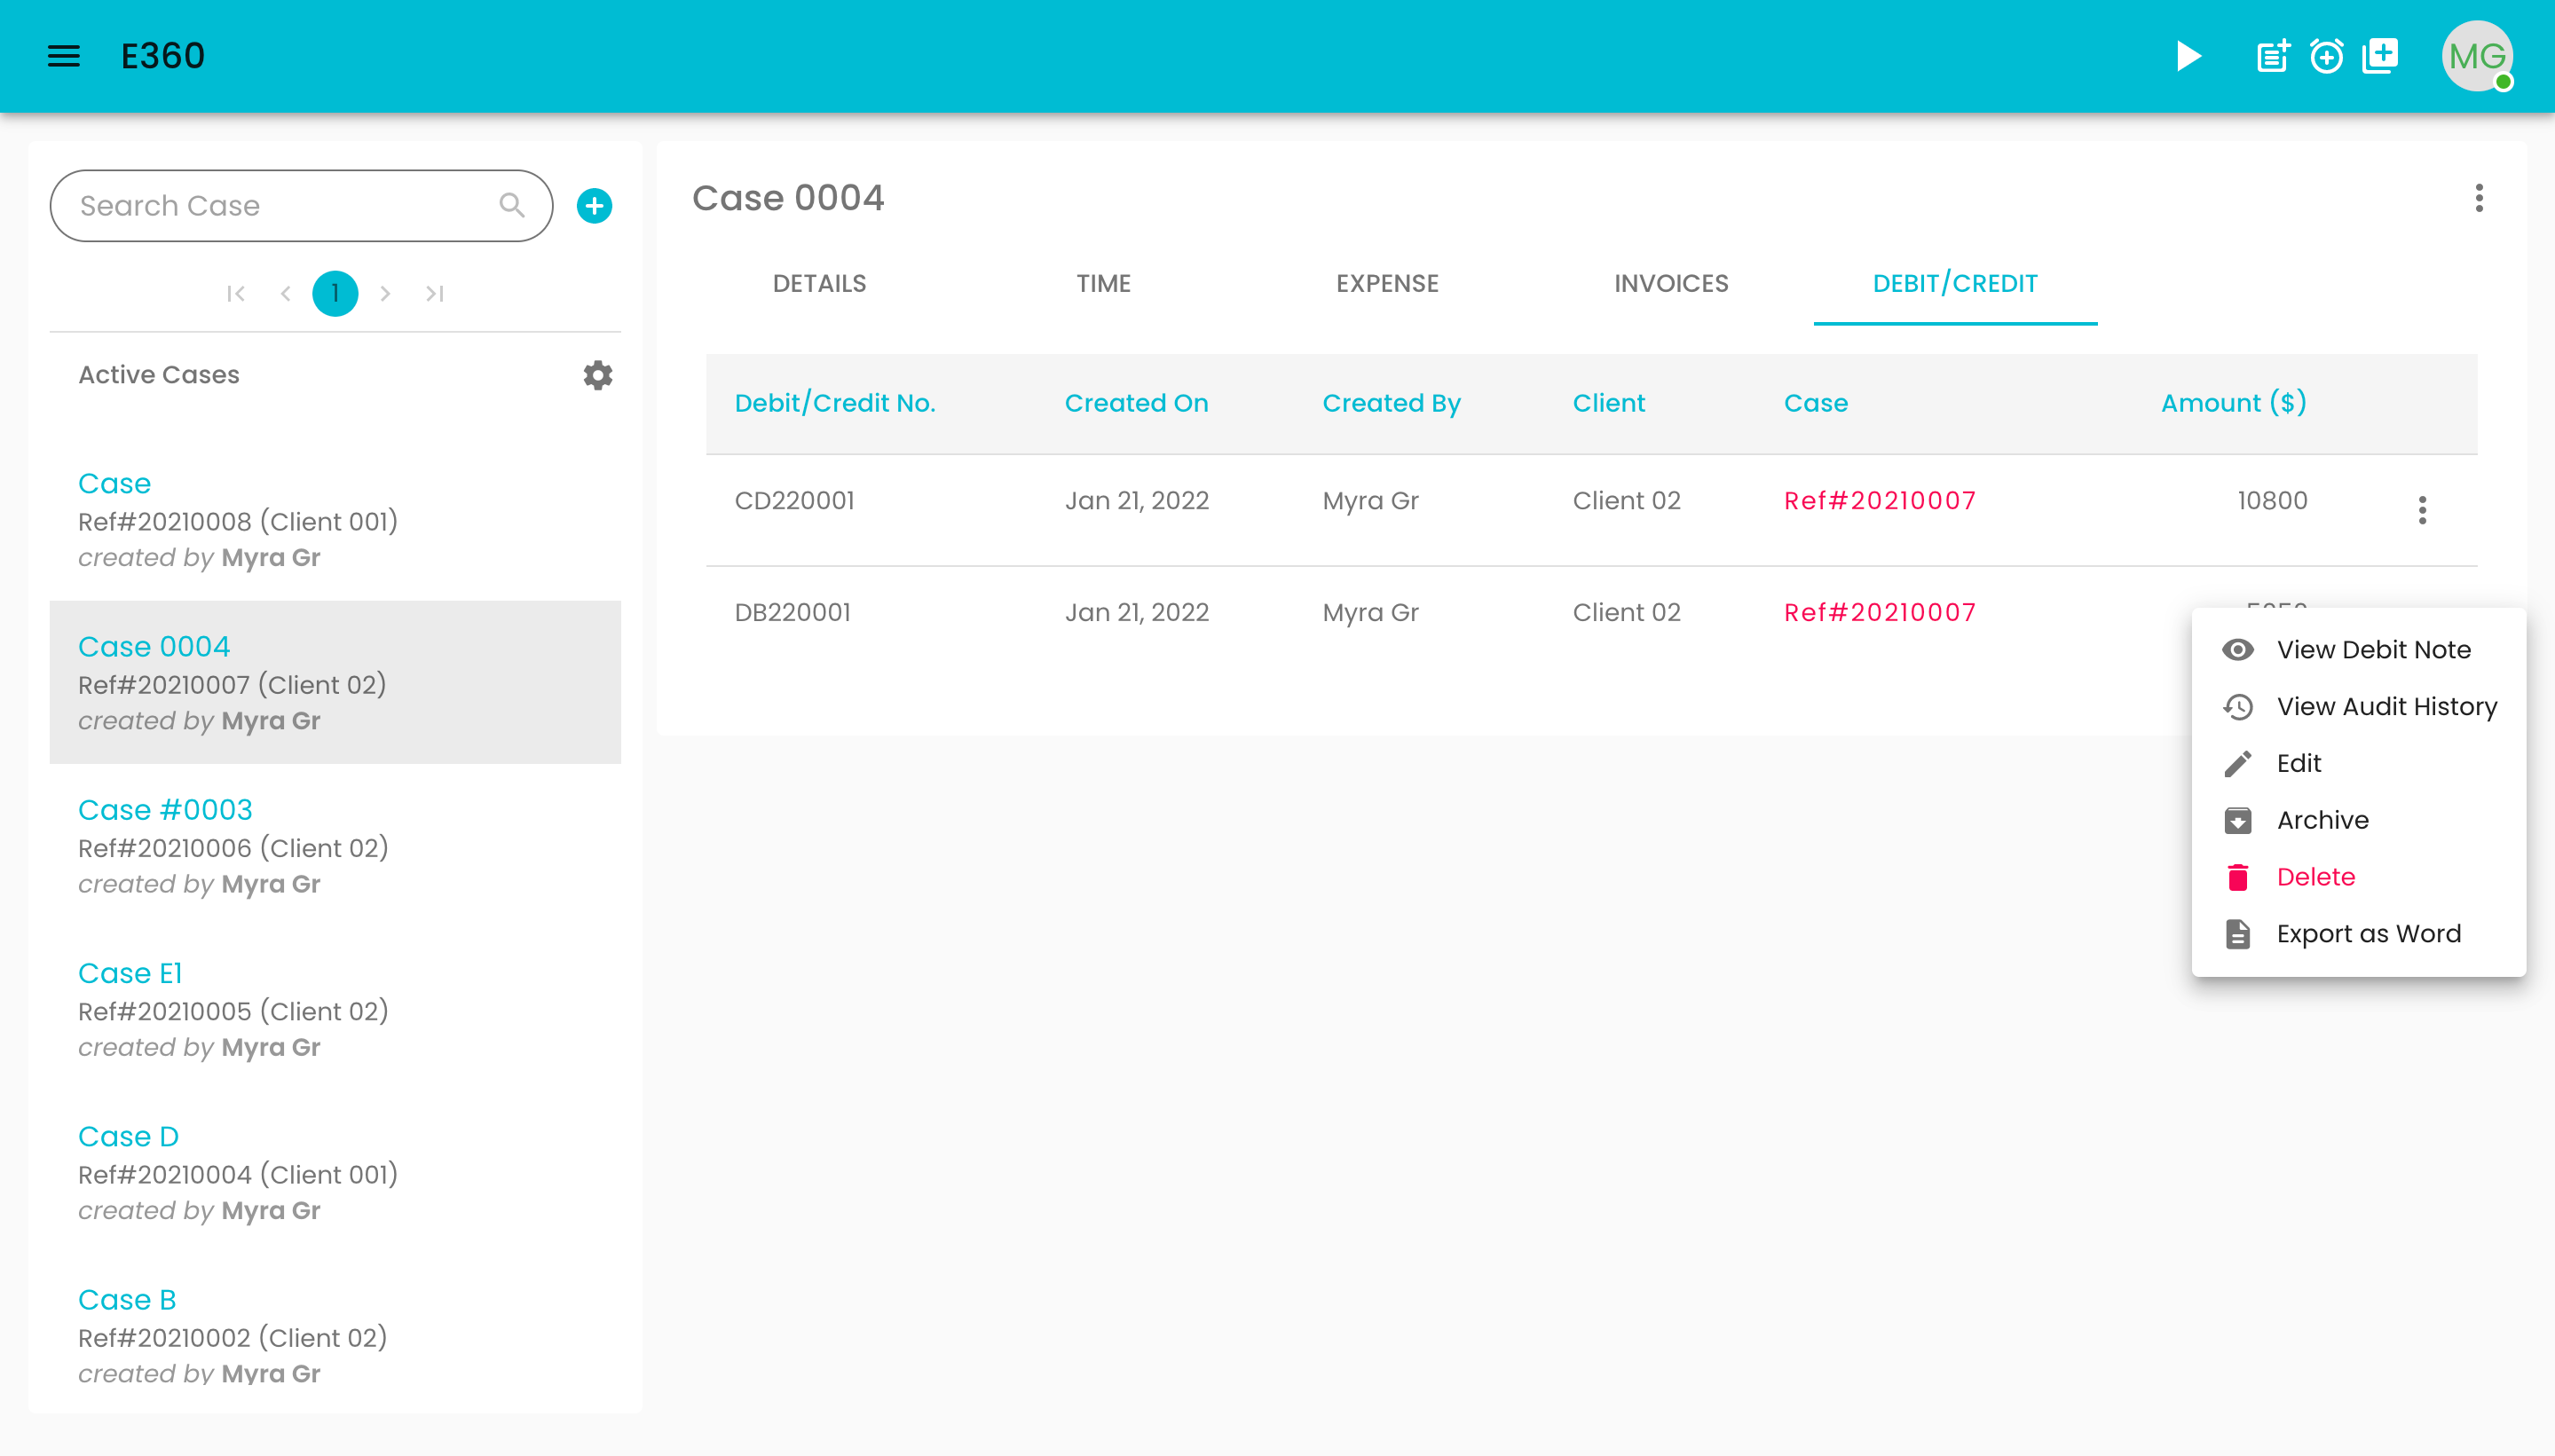 E360
MG
Search Case
1
Active Cases
Case
Ref#20210008 (Client 001)
created by Myra Gr
Case 0004
Ref#20210007 (Client 02)
created by Myra Gr
Case #0003
Ref#20210006 (Client 02)
created by Myra Gr
Case E1
Ref#20210005 (Client 02)
created by Myra Gr
Case D
Ref#20210004 (Client 001)
created by Myra Gr
Case B
Ref#20210002 (Client 02)
created by Myra Gr
Case 0004
DETAILS TIME EXPENSE INVOICES DEBIT/CREDIT
Debit/Credit No. Created On Created By Client Case Amount ($)
CD220001 Jan 21, 2022 Myra Gr Client 02 Ref#20210007 10800
DB220001 Jan 21, 2022 Myra Gr Client 02 Ref#20210007
View Debit Note
View Audit History
Edit
Archive
Delete
Export as Word